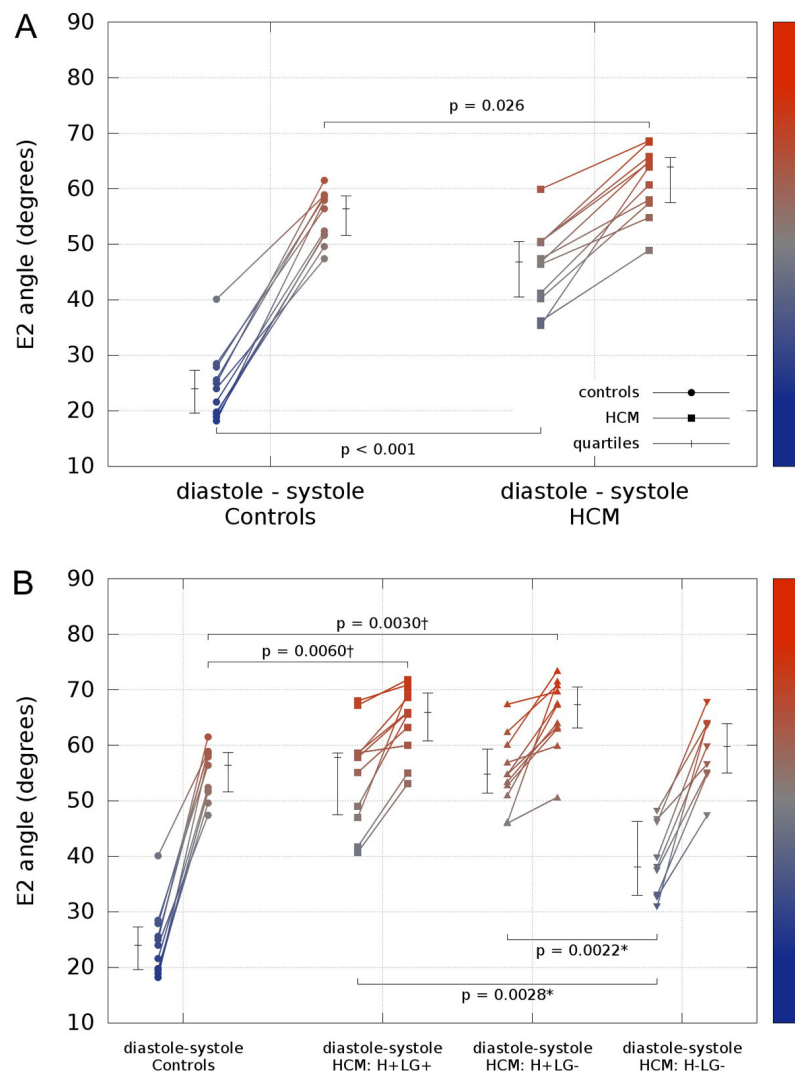 A
90
80
70
60
50
40
30
20
10
E2 angle (degrees)
p = 0.026
p < 0.001
controls
HCM
quartiles
diastole - systole
Controls
diastole - systole
HCM
B
90
80
70
60
50
40
30
20
10
E2 angle (degrees)
p = 0.0030†
p = 0.0060†
p = 0.0022*
p = 0.0028*
diastole-systole
Controls
diastole-systole
HCM: H+LG+
diastole-systole
HCM: H+LG-
diastole-systole
HCM: H-LG-